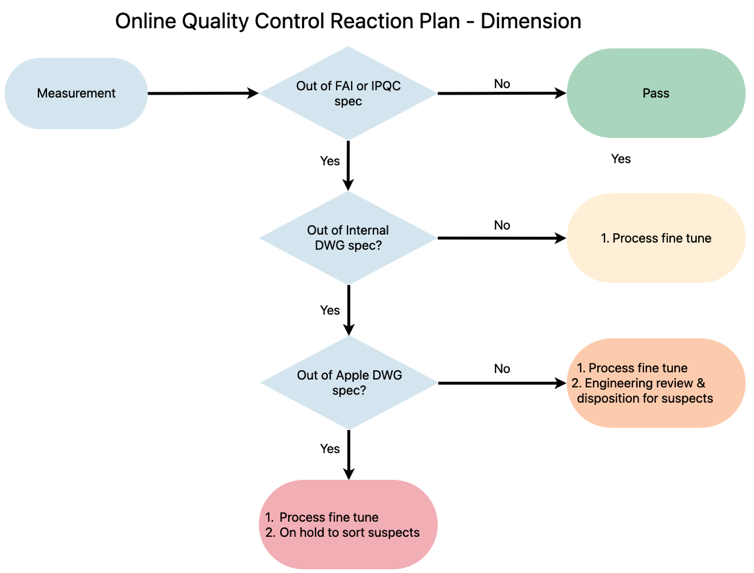 Online Quality Control Reaction Plan - Dimension
Measurement
Out of FAI or IPQC
spec
No
Pass
Yes
Yes
Out of Internal
DWG spec?
No
1. Process fine tune
Yes
Out of Apple DWG
spec?
No
1. Process fine tune
2. Engineering review &
disposition for suspects
Yes
1. Process fine tune
2. On hold to sort suspects